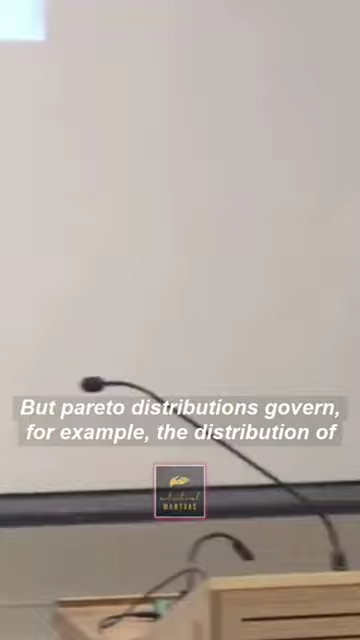 But pareto distributions govern,
for example, the distribution of
MANTRAS